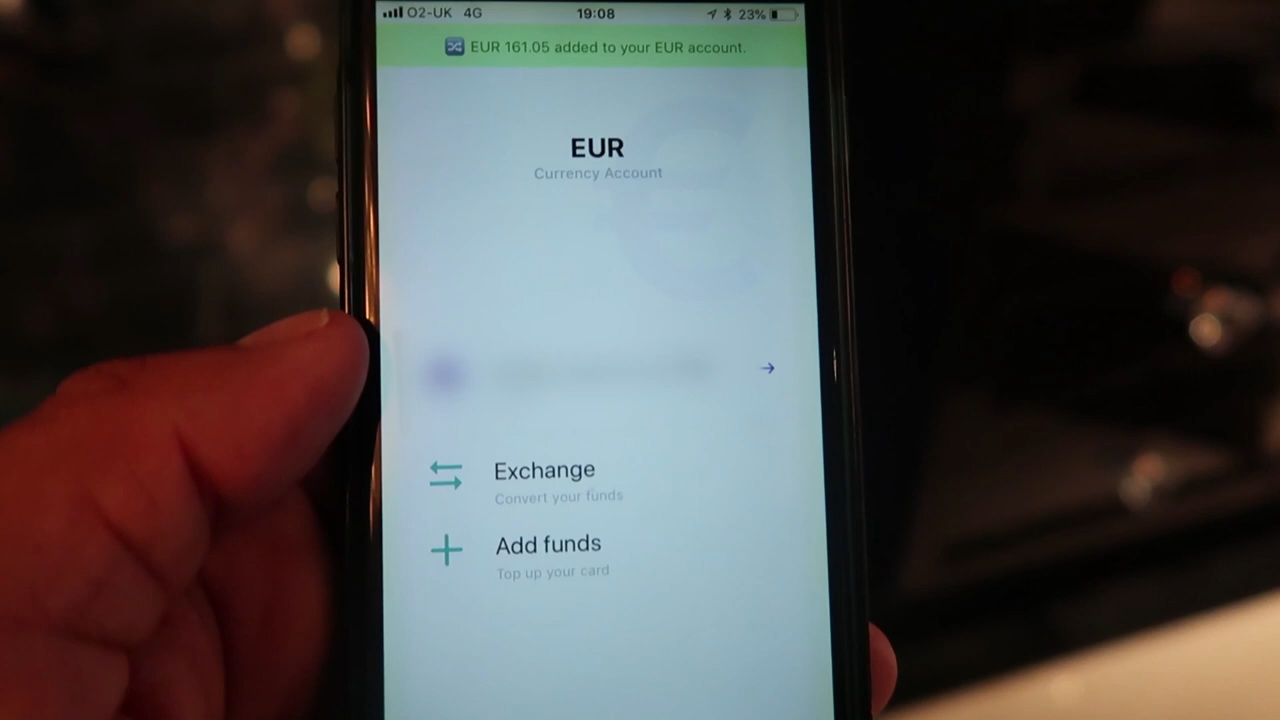 O2-UK 4G 19:08 23%
EUR 161.05 added to your EUR account.
EUR
Currency Account
Exchange
Convert your funds
Add funds
Top up your card